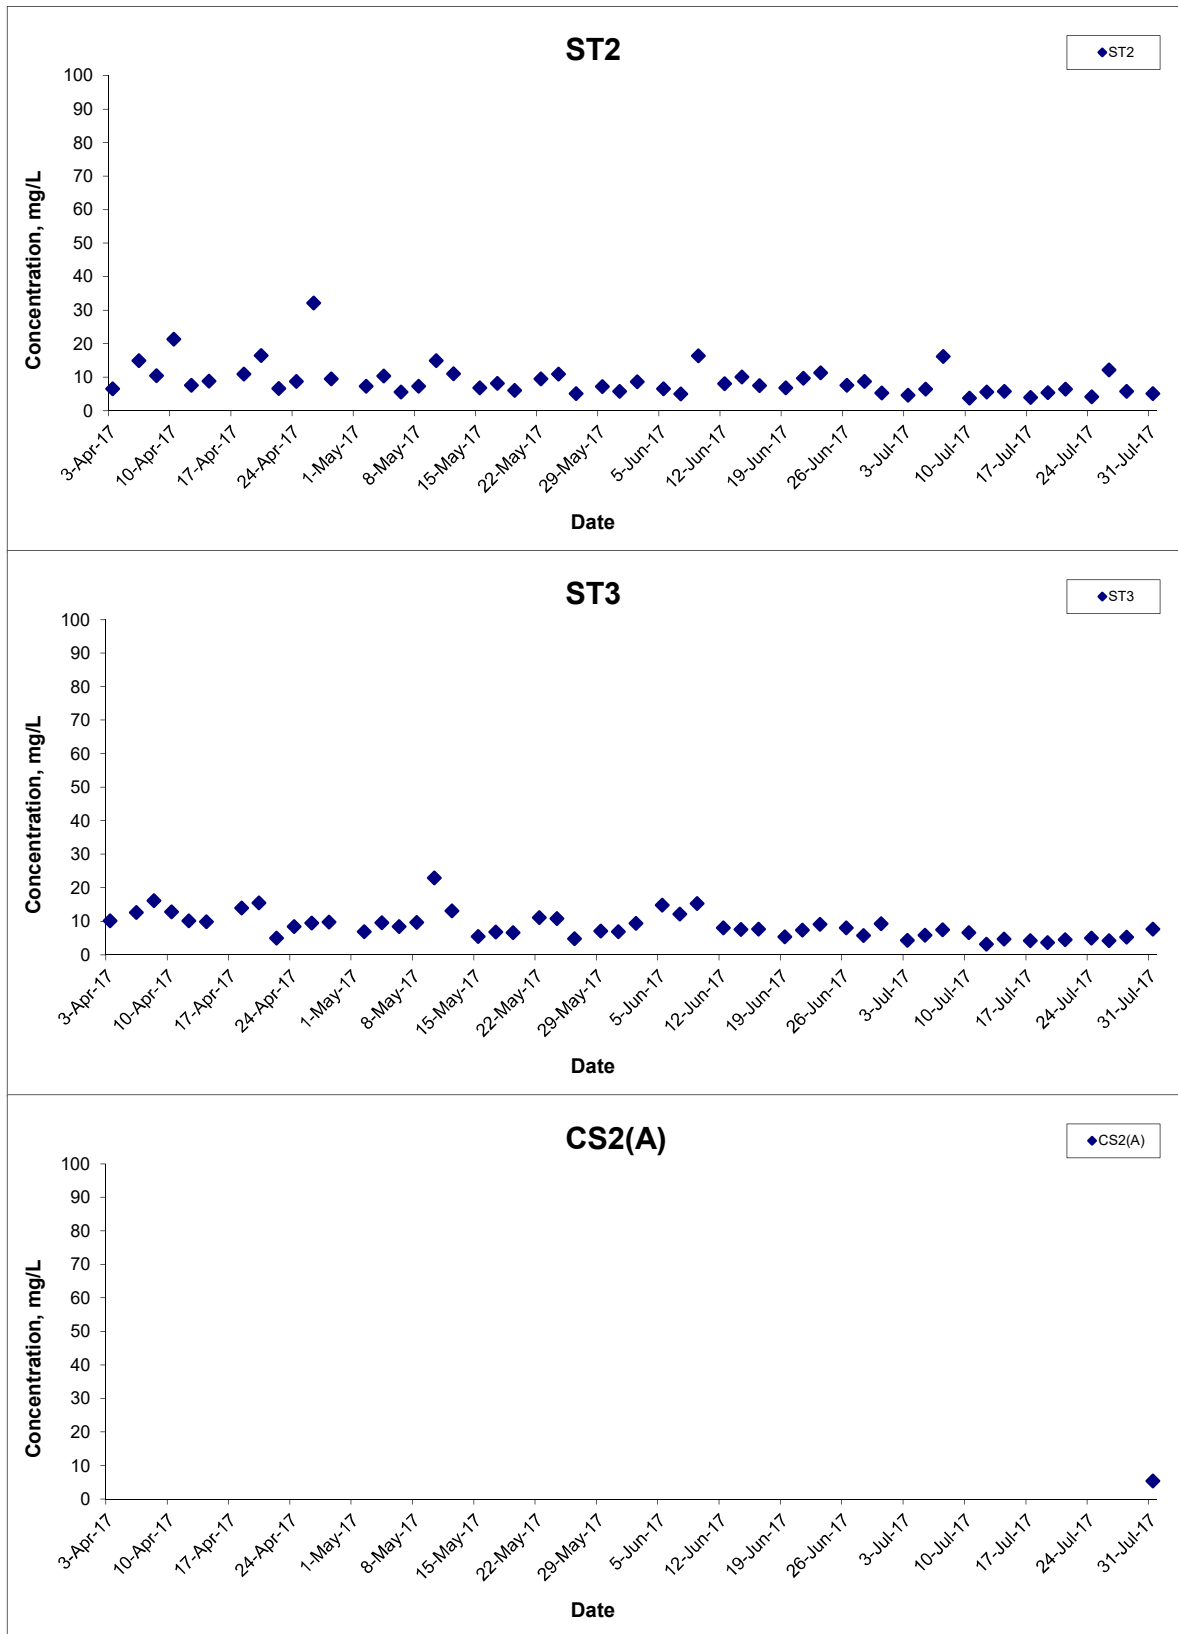 ST2
◆ST2
100
90
80
70
60
50
40
30
20
10
0
Concentration, mg/L
3-Apr-17
10-Apr-17
17-Apr-17
24-Apr-17
1-May-17
8-May-17
15-May-17
22-May-17
29-May-17
5-Jun-17
12-Jun-17
19-Jun-17
26-Jun-17
3-Jul-17
10-Jul-17
17-Jul-17
24-Jul-17
31-Jul-17
Date
ST3
◆ST3
100
90
80
70
60
50
40
30
20
10
0
Concentration, mg/L
3-Apr-17
10-Apr-17
17-Apr-17
24-Apr-17
1-May-17
8-May-17
15-May-17
22-May-17
29-May-17
5-Jun-17
12-Jun-17
19-Jun-17
26-Jun-17
3-Jul-17
10-Jul-17
17-Jul-17
24-Jul-17
31-Jul-17
Date
CS2(A)
◆CS2(A)
100
90
80
70
60
50
40
30
20
10
0
Concentration, mg/L
3-Apr-17
10-Apr-17
17-Apr-17
24-Apr-17
1-May-17
8-May-17
15-May-17
22-May-17
29-May-17
5-Jun-17
12-Jun-17
19-Jun-17
26-Jun-17
3-Jul-17
10-Jul-17
17-Jul-17
24-Jul-17
31-Jul-17
Date